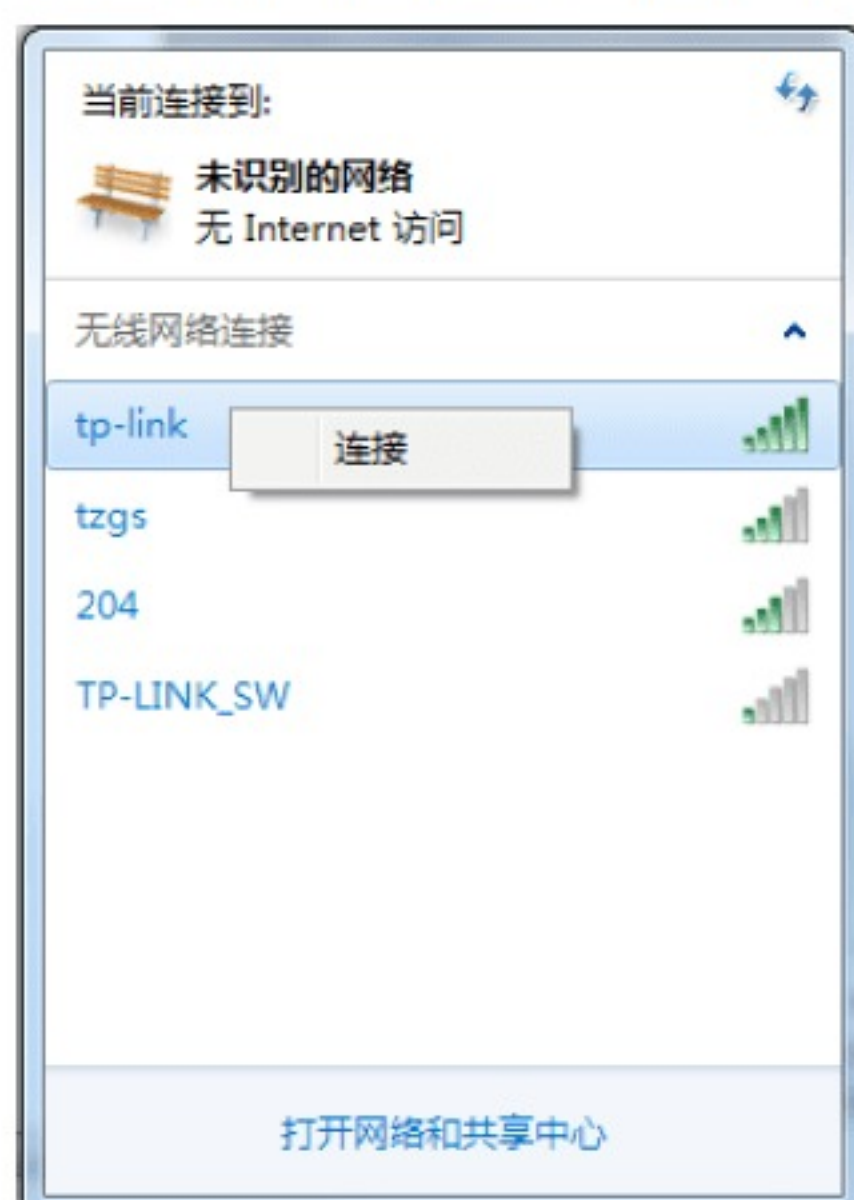 当前连接到:
未识别的网络
无 Internet 访问
无线网络连接
tp-link
连接
tzgs
204
TP-LINK_SW
打开网络和共享中心